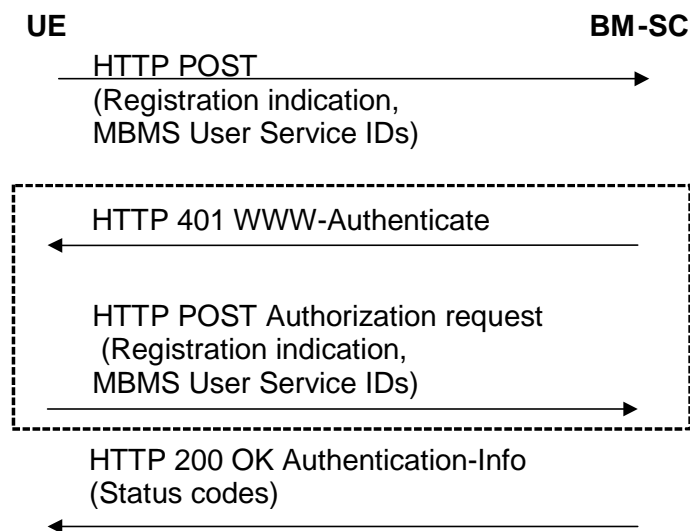 UE BM-SC
HTTP POST
(Registration indication,
MBMS User Service IDs)
HTTP 401 WWW-Authenticate
HTTP POST Authorization request
(Registration indication,
MBMS User Service IDs)
HTTP 200 OK Authentication-Info
(Status codes)